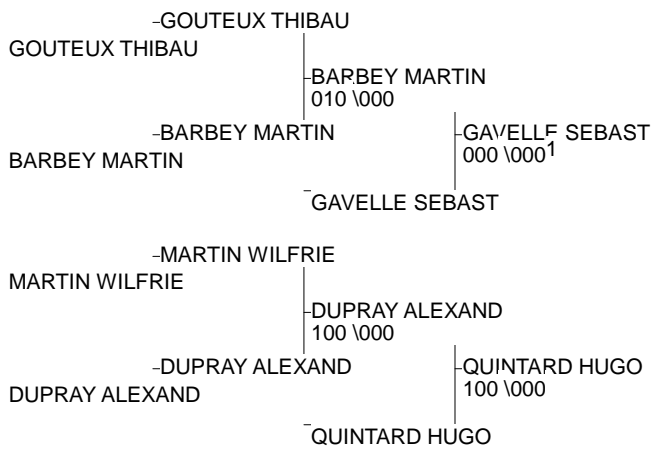 GOUTEUX THIBAU
GOUTEUX THIBAU
BARBEY MARTIN
010 \000
BARBEY MARTIN
BARBEY MARTIN
GAVELLE SEBAST
000 \0001
GAVELLE SEBAST
MARTIN WILFRIE
MARTIN WILFRIE
DUPRAY ALEXAND
100 \000
DUPRAY ALEXAND
DUPRAY ALEXAND
QUINTARD HUGO
100 \000
QUINTARD HUGO